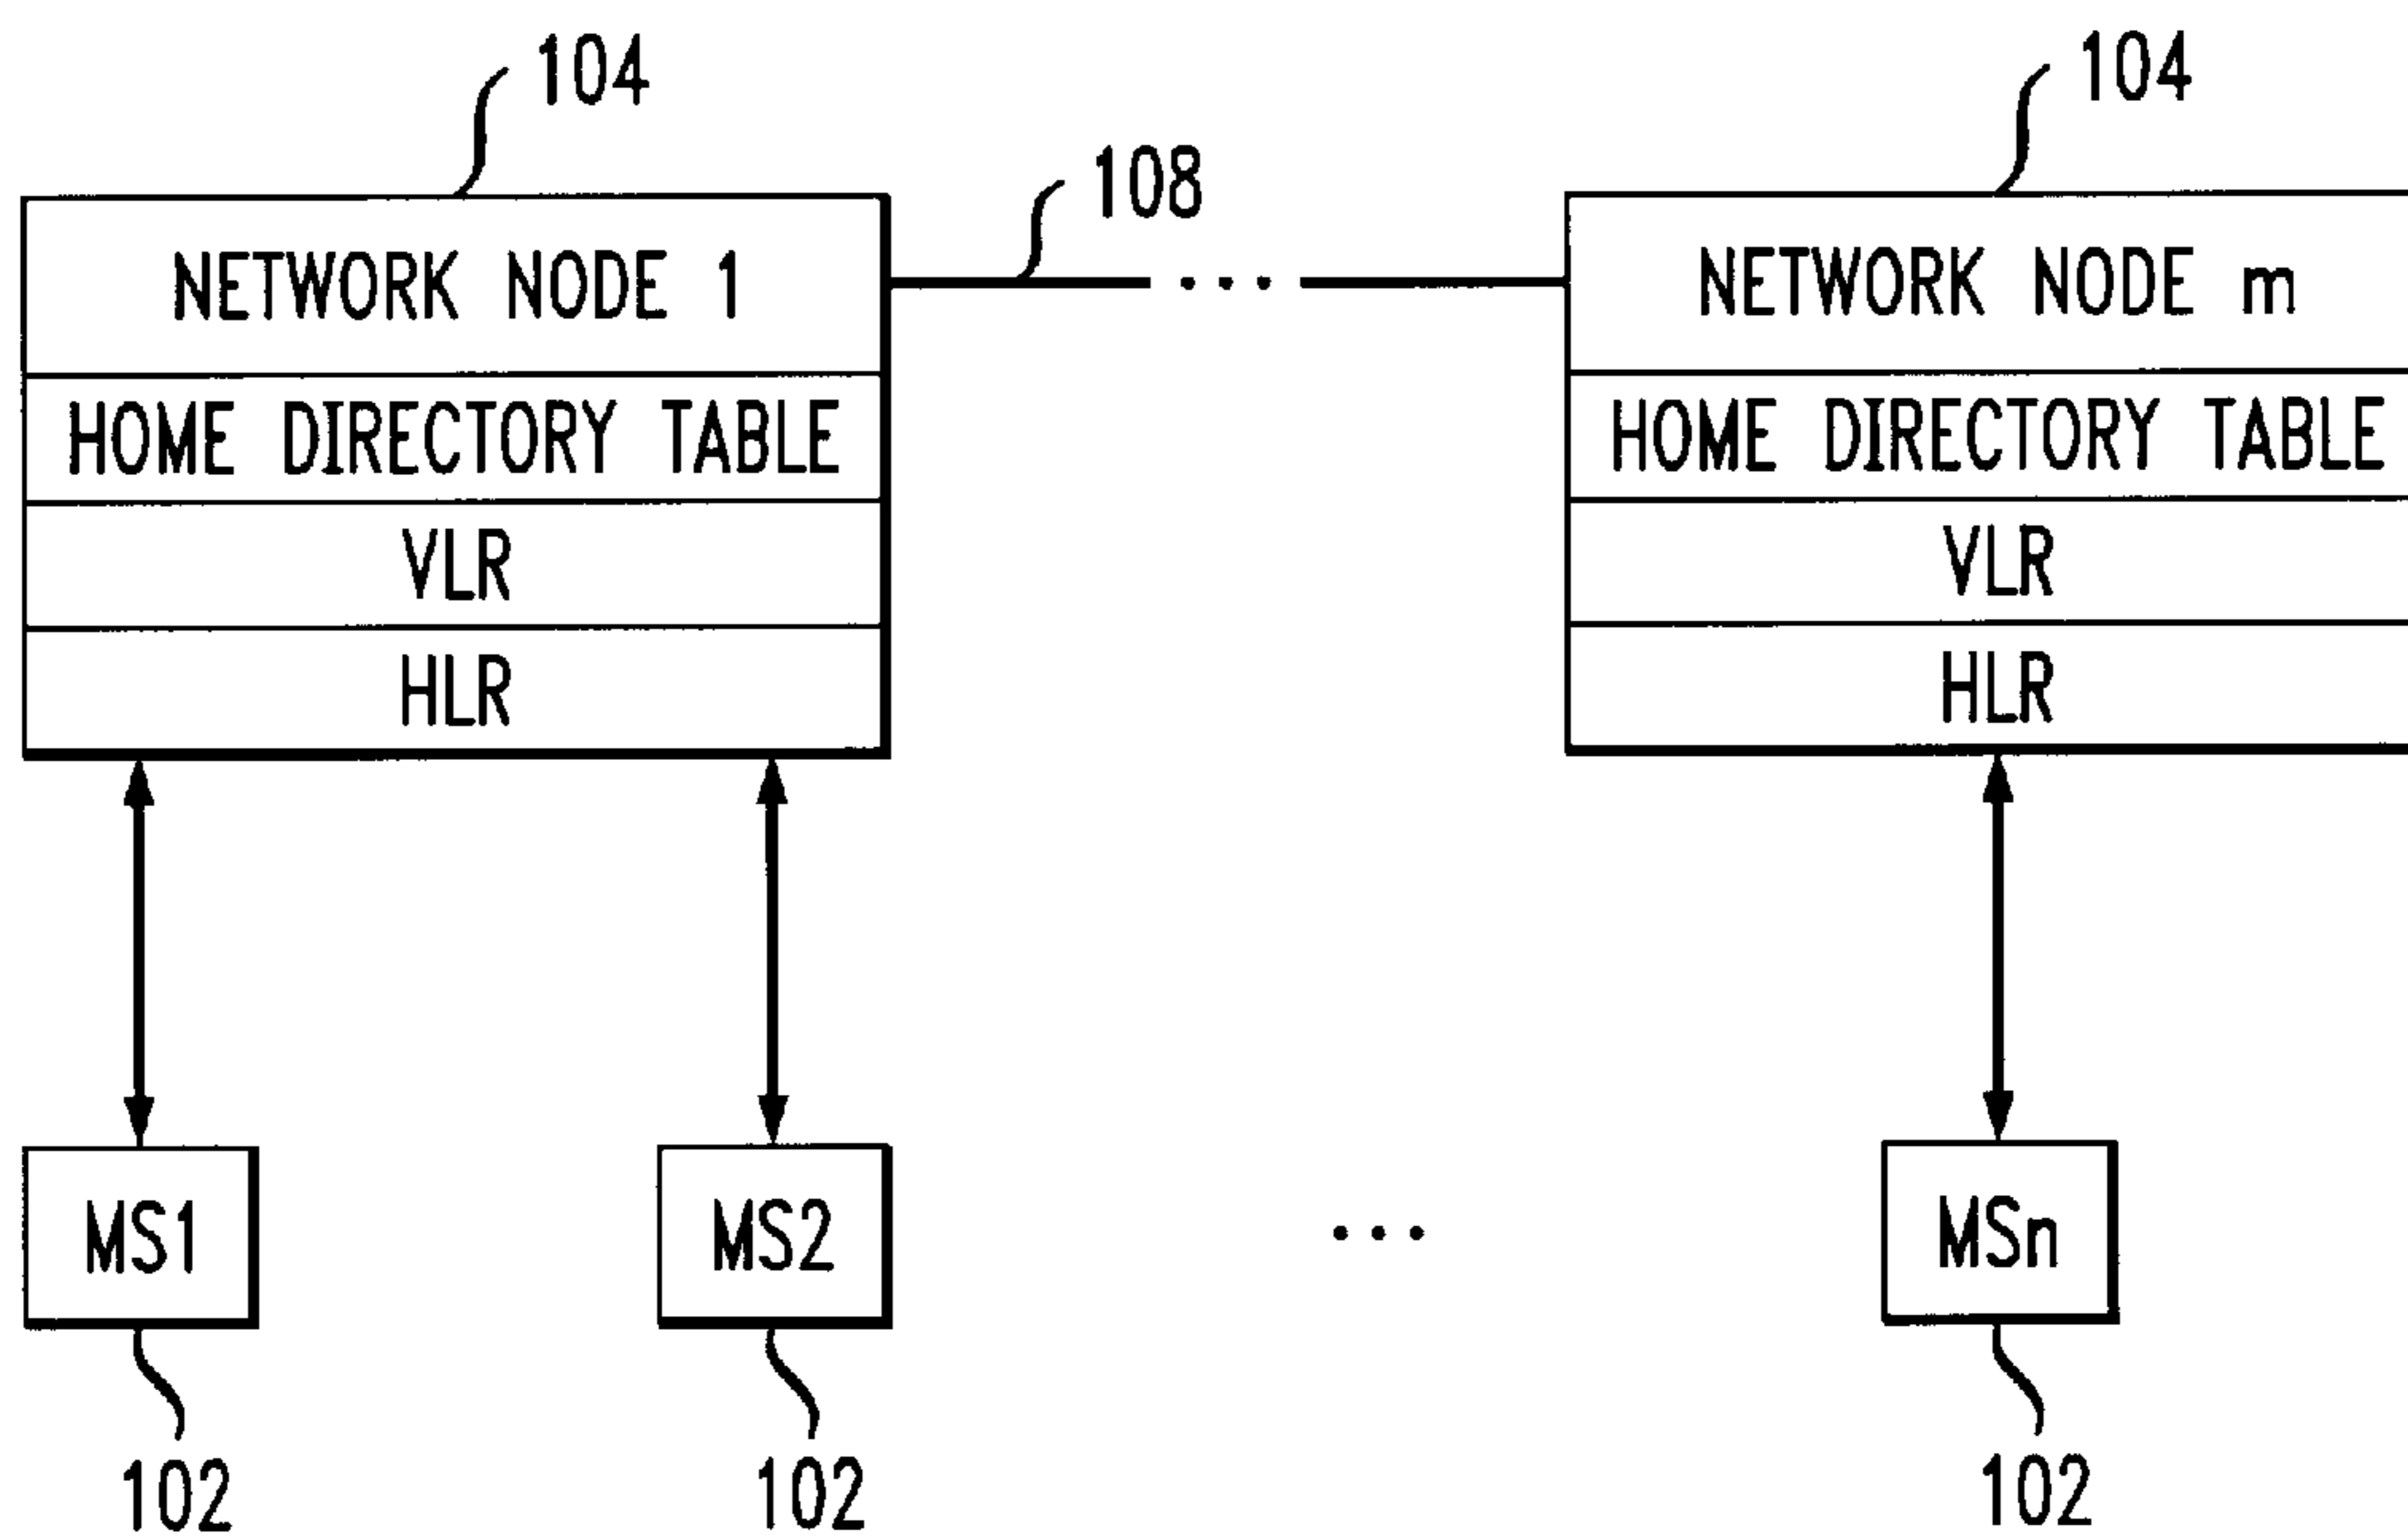 104
104
108
NETWORK NODE 1
NETWORK NODE m
HOME DIRECTORY TABLE
HOME DIRECTORY TABLE
VLR
VLR
HLR
HLR
MS1
MS2
...
MSn
102
102
102